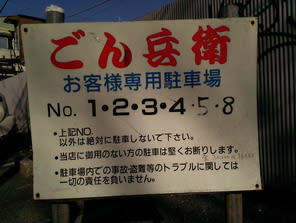 ごん兵衛
お客様専用駐車場
No. 1・2・3・4・5・8
・上記NO.
以外は絶対に駐車しないで下さい。
・当店に御用のない方の駐車は堅くお断りします。
・駐車場内での事故・盗難等のトラブルに関しては
一切の責任を負いません。